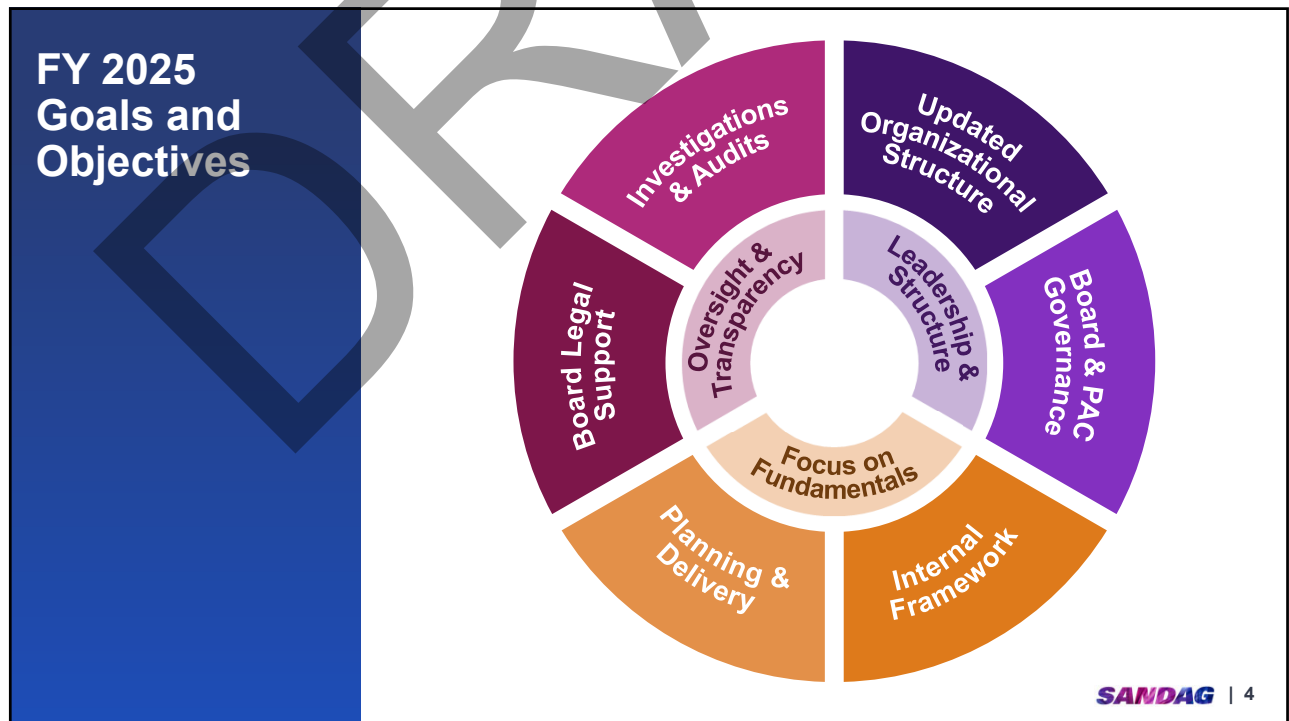 FY 2025
Goals and
Objectives
Investigations
& Audits
Updated
Organizational
Structure
Oversight &
Transparency
Leadership &
Structure
Board Legal
Support
Board & PAC
Governance
Focus on
Fundamentals
Planning &
Delivery
Internal
Framework
SANDAG | 4